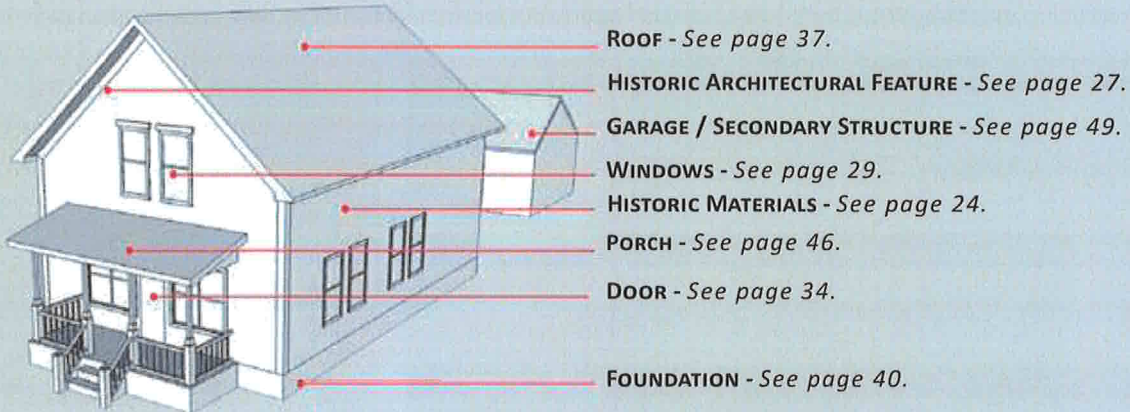 ROOF - See page 37.
HISTORIC ARCHITECTURAL FEATURE - See page 27.
GARAGE / SECONDARY STRUCTURE - See page 49.
WINDOWS - See page 29.
HISTORIC MATERIALS - See page 24.
PORCH - See page 46.
DOOR - See page 34.
FOUNDATION - See page 40.